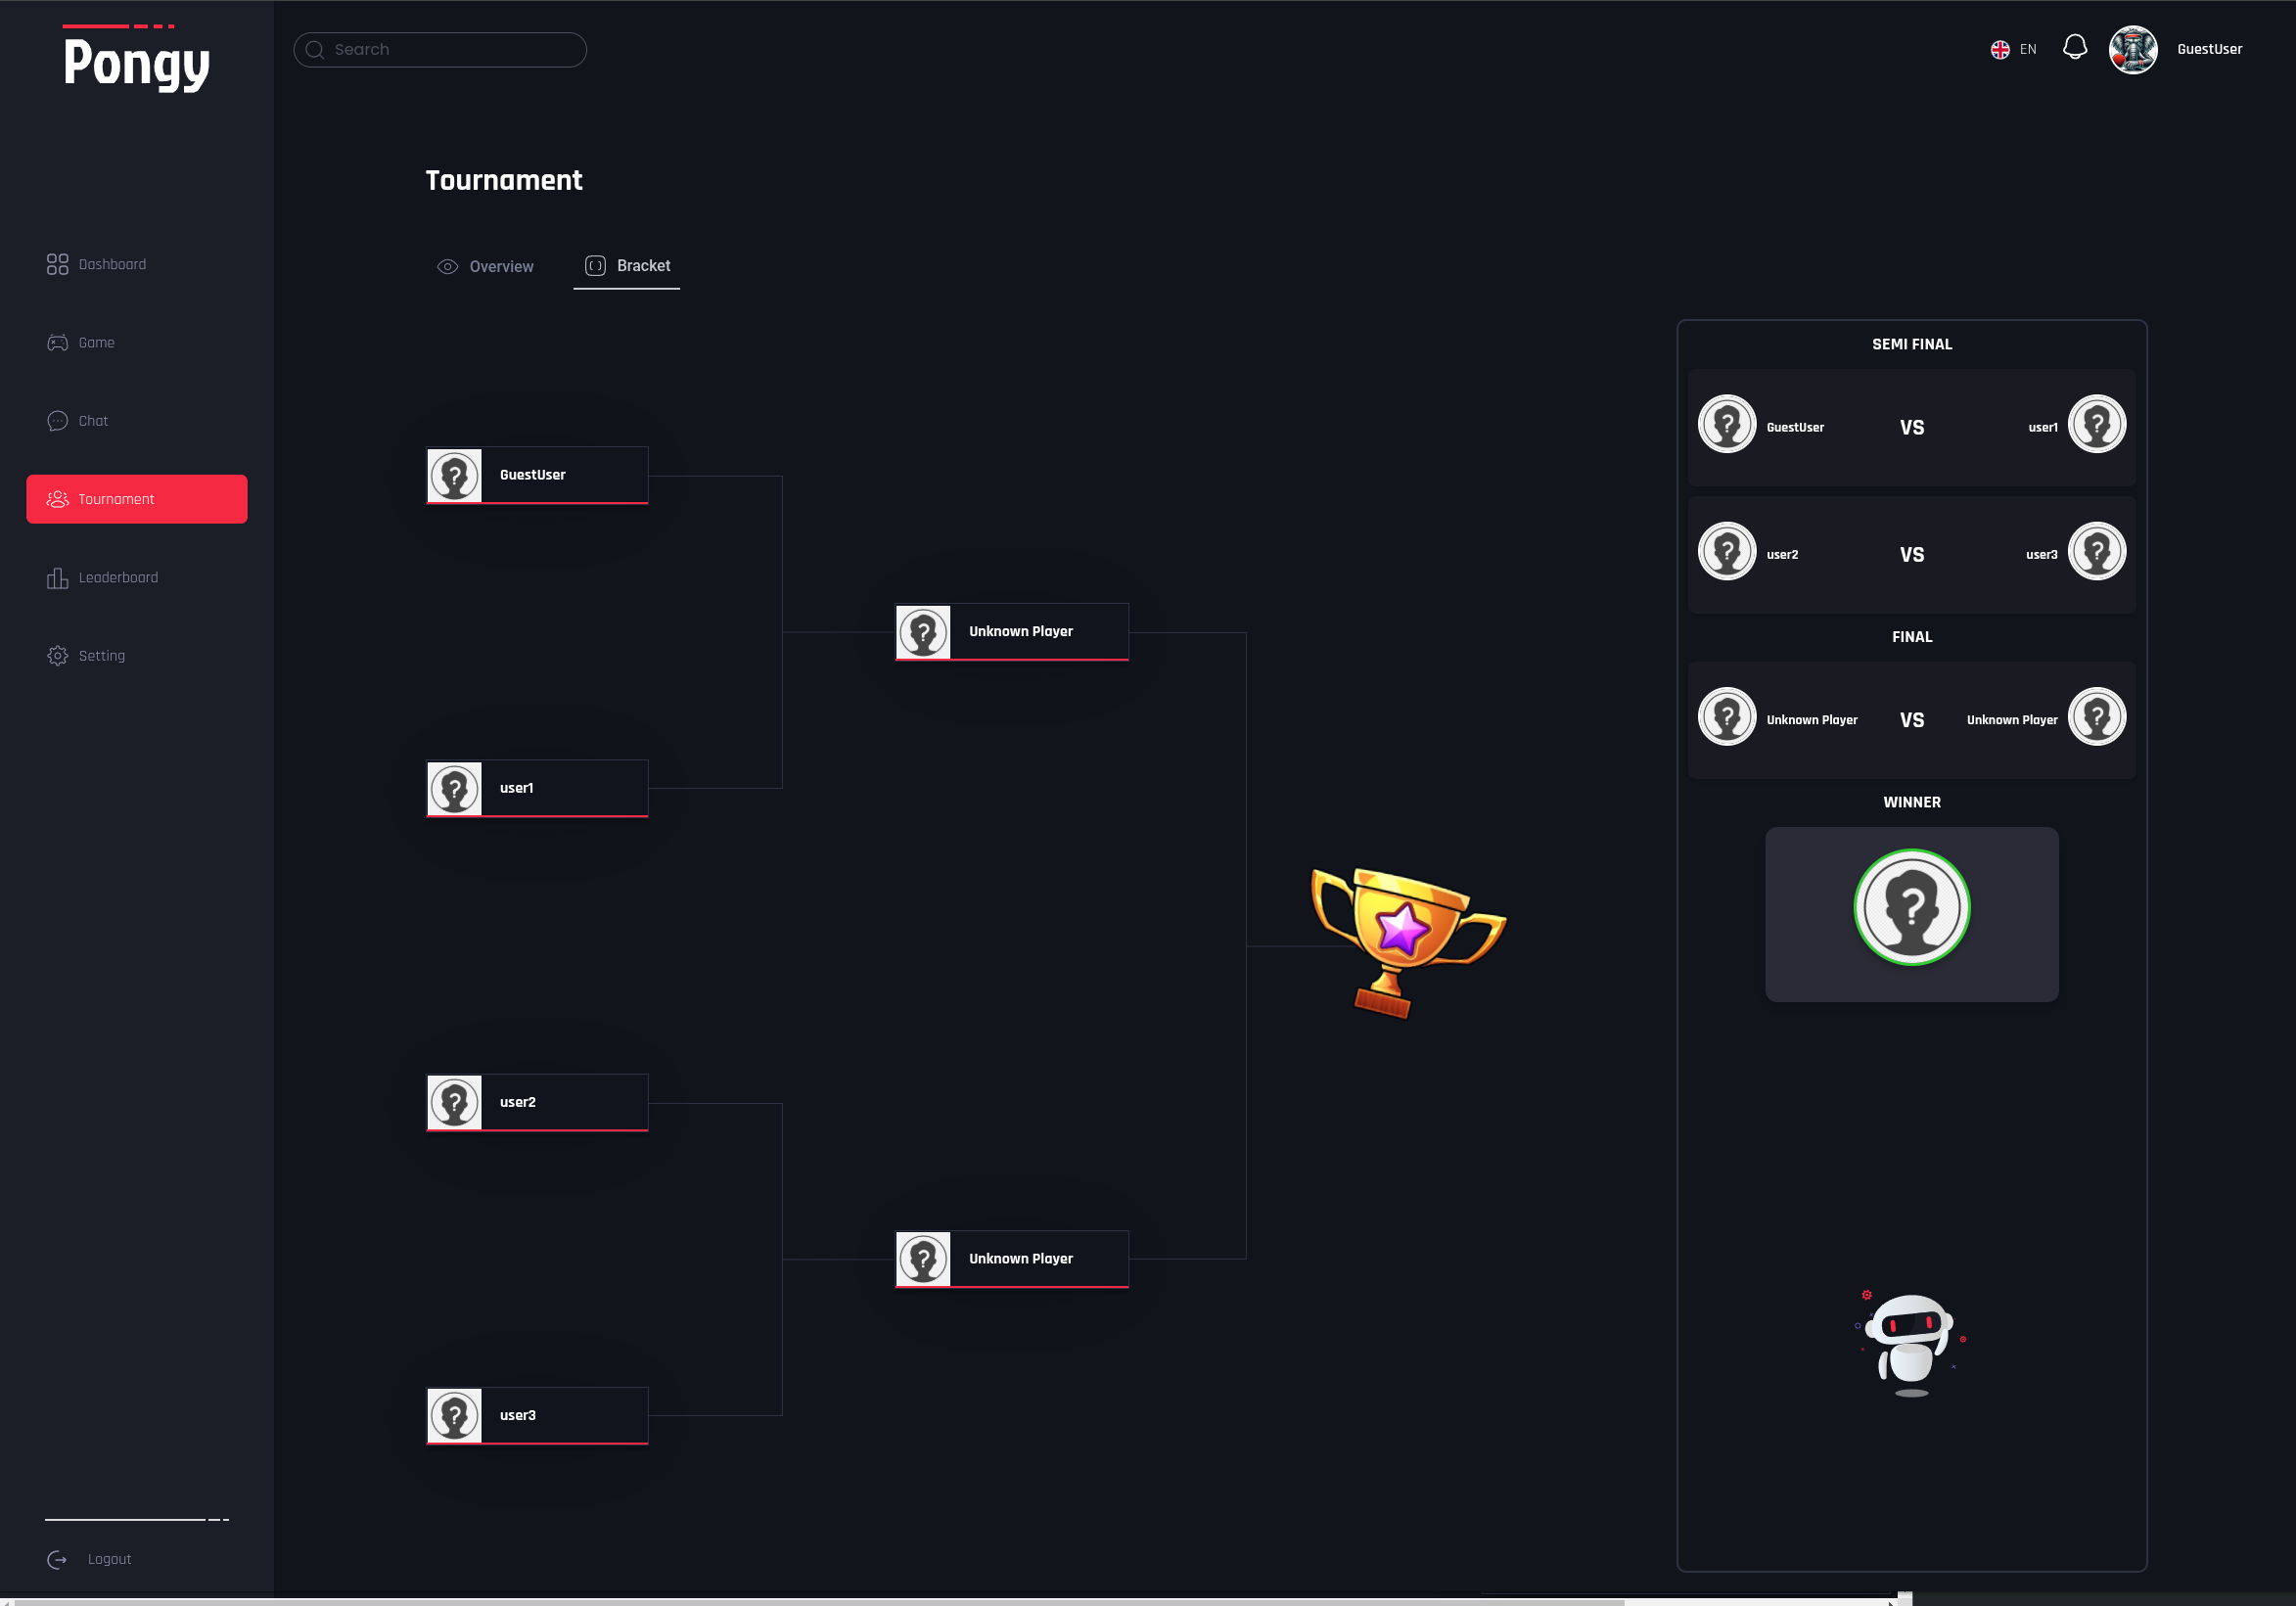 Pongy
Search
EN
GuestUser
Tournament
Dashboard
Game
Chat
Tournament
Leaderboard
Setting
Logout
Overview
Bracket
GuestUser
user1
user2
user3
Unknown Player
Unknown Player
SEMI FINAL
GuestUser VS user1
user2 VS user3
FINAL
Unknown Player VS Unknown Player
WINNER